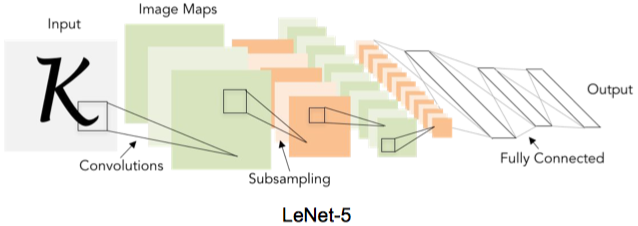 Input
Image Maps
K
Convolutions
Subsampling
Fully Connected
Output
LeNet-5